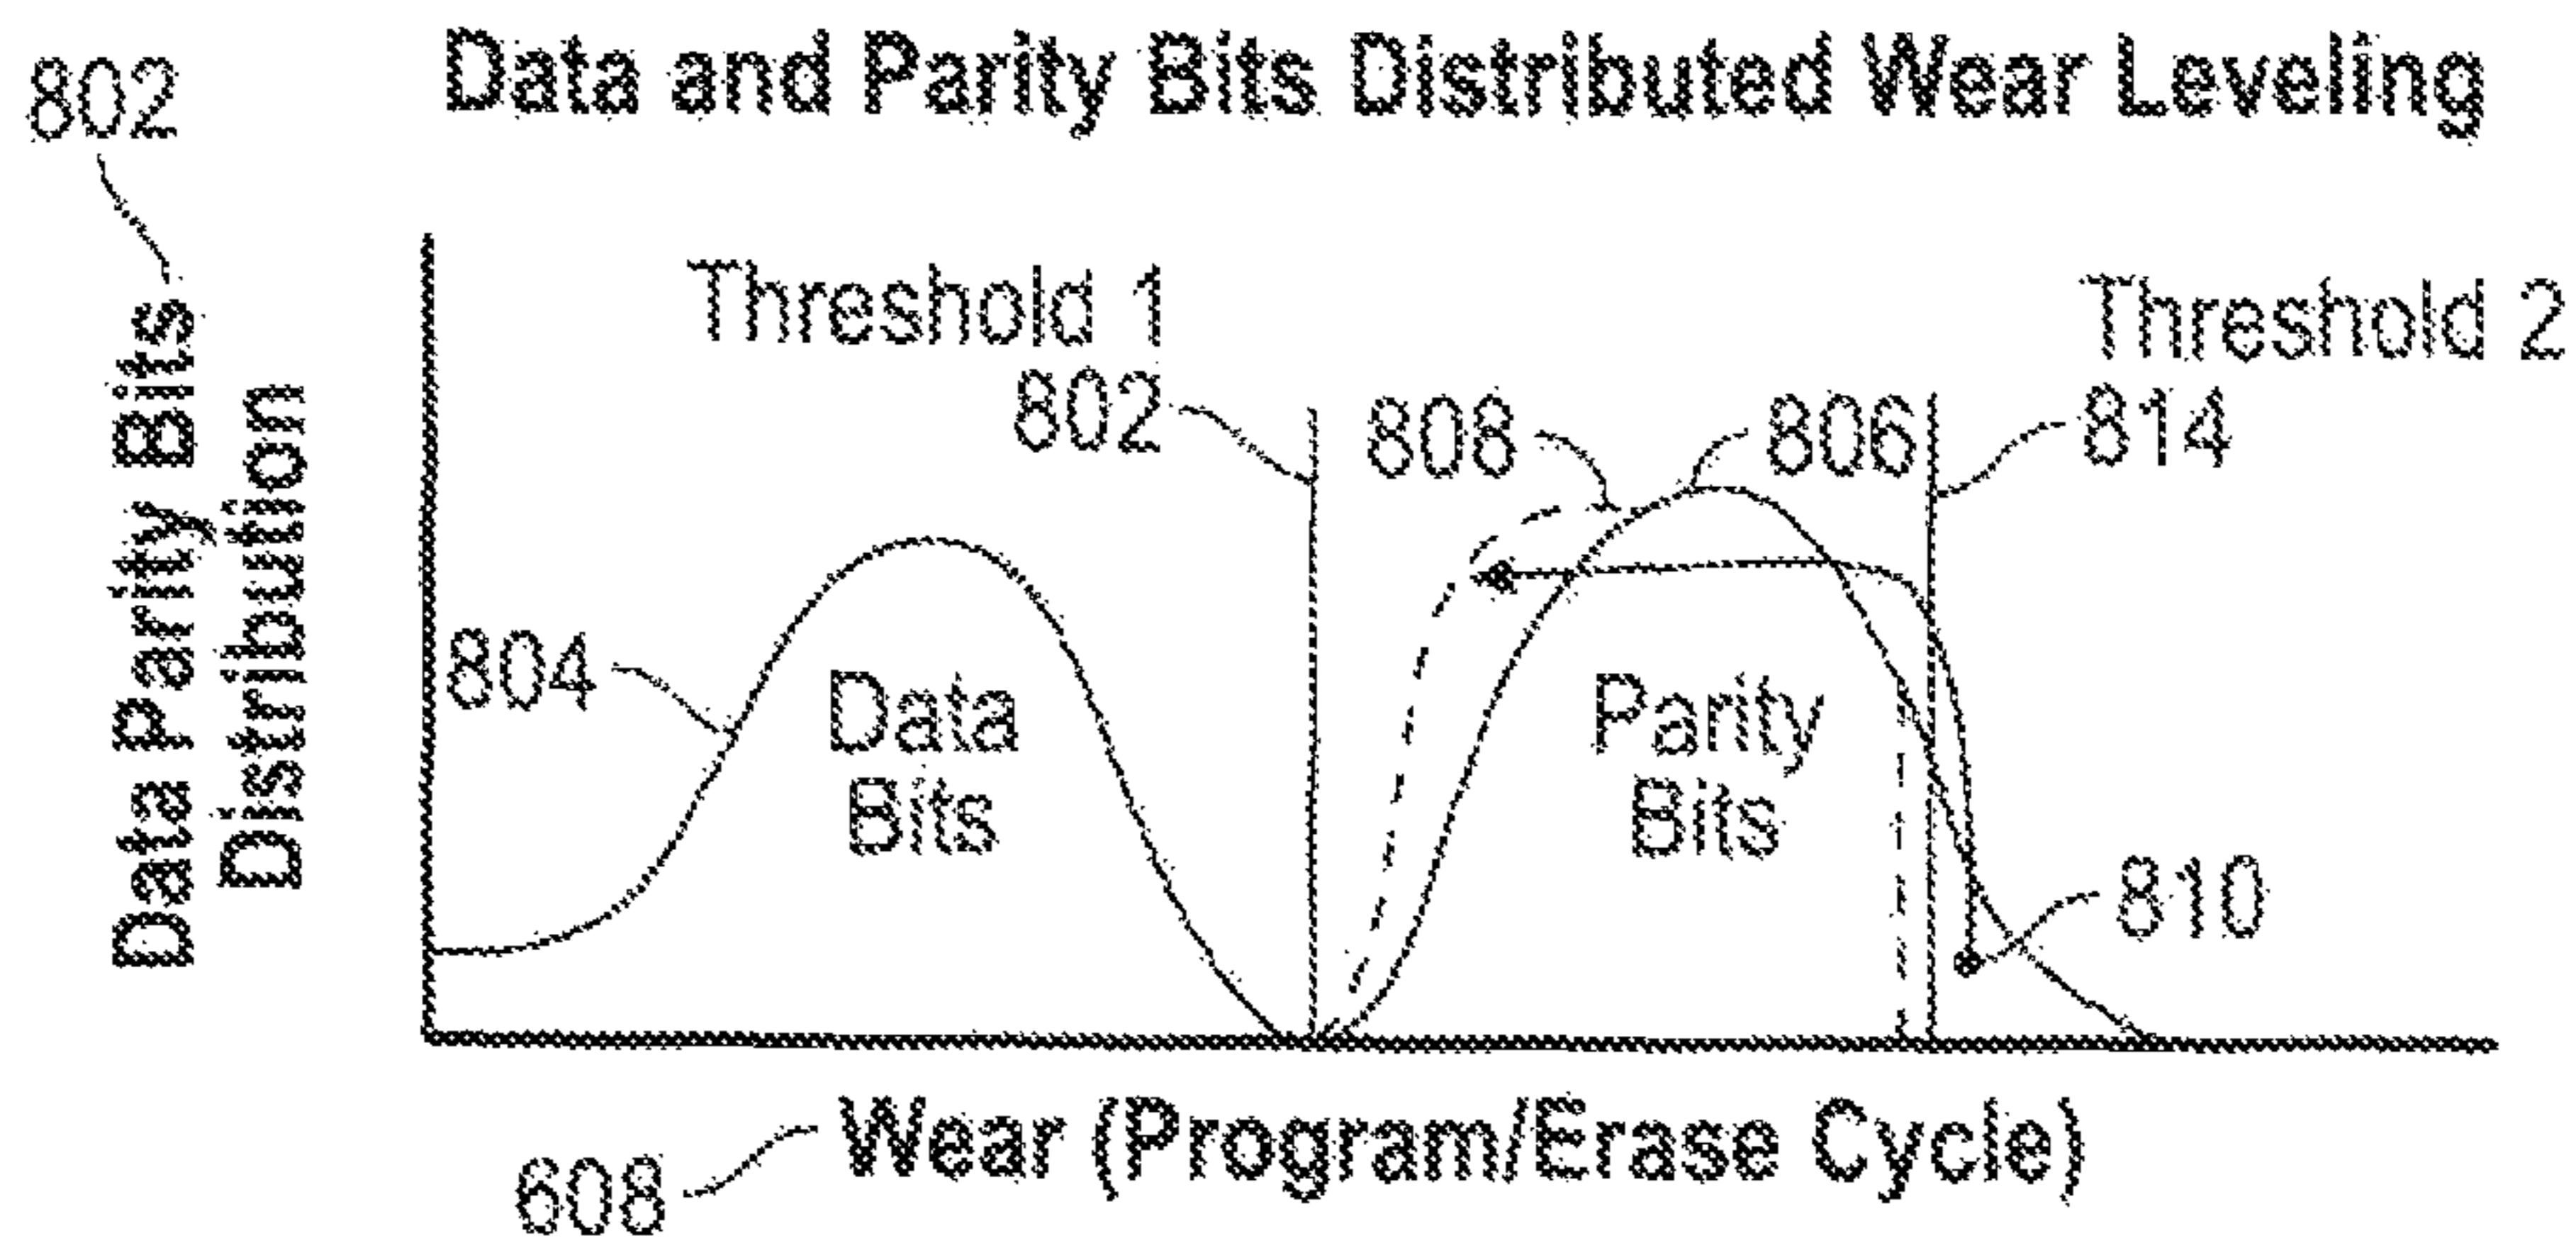 Data and Parity Bits Distributed Wear Leveling
802
Data Parity Bits
Distribution
Threshold 1
802
808
806
Threshold 2
814
804
Data
Bits
Parity
Bits
810
608
Wear (Program/Erase Cycle)